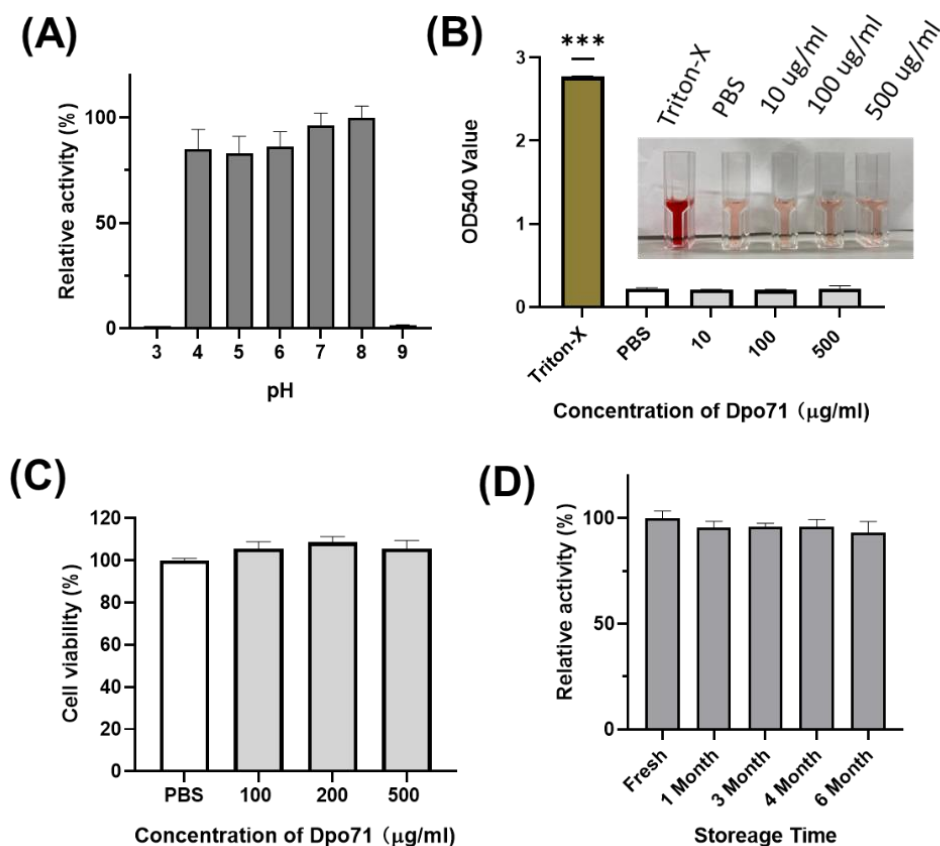 (A)
Relative activity (%)
100
50
0
3 4 5 6 7 8 9
pH
(B)
***
OD540 Value
3
2
1
0
Triton-X PBS 10 ug/ml 100 ug/ml 500 ug/ml
Triton-X PBS 10 100 500
Concentration of Dpo71 (μg/ml)
(C)
Cell viability (%)
120
100
80
60
40
20
0
PBS 100 200 500
Concentration of Dpo71 (μg/ml)
(D)
Relative activity (%)
100
50
0
Fresh 1 Month 3 Month 4 Month 6 Month
Storeage Time